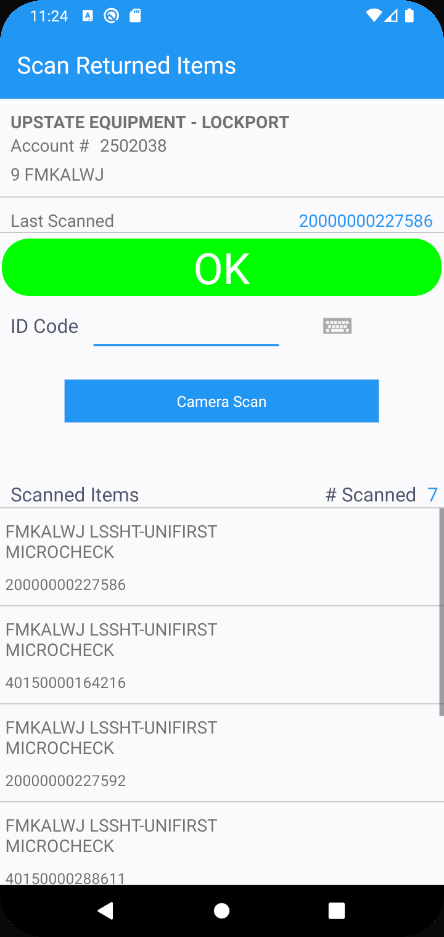 11:24
Scan Returned Items
UPSTATE EQUIPMENT - LOCKPORT
Account # 2502038
9 FMKALWJ
Last Scanned 20000000227586
OK
ID Code
Camera Scan
Scanned Items # Scanned 7
FMKALWJ LSSHT-UNIFIRST
MICROCHECK
20000000227586
FMKALWJ LSSHT-UNIFIRST
MICROCHECK
40150000164216
FMKALWJ LSSHT-UNIFIRST
MICROCHECK
20000000227592
FMKALWJ LSSHT-UNIFIRST
MICROCHECK
40150000288611